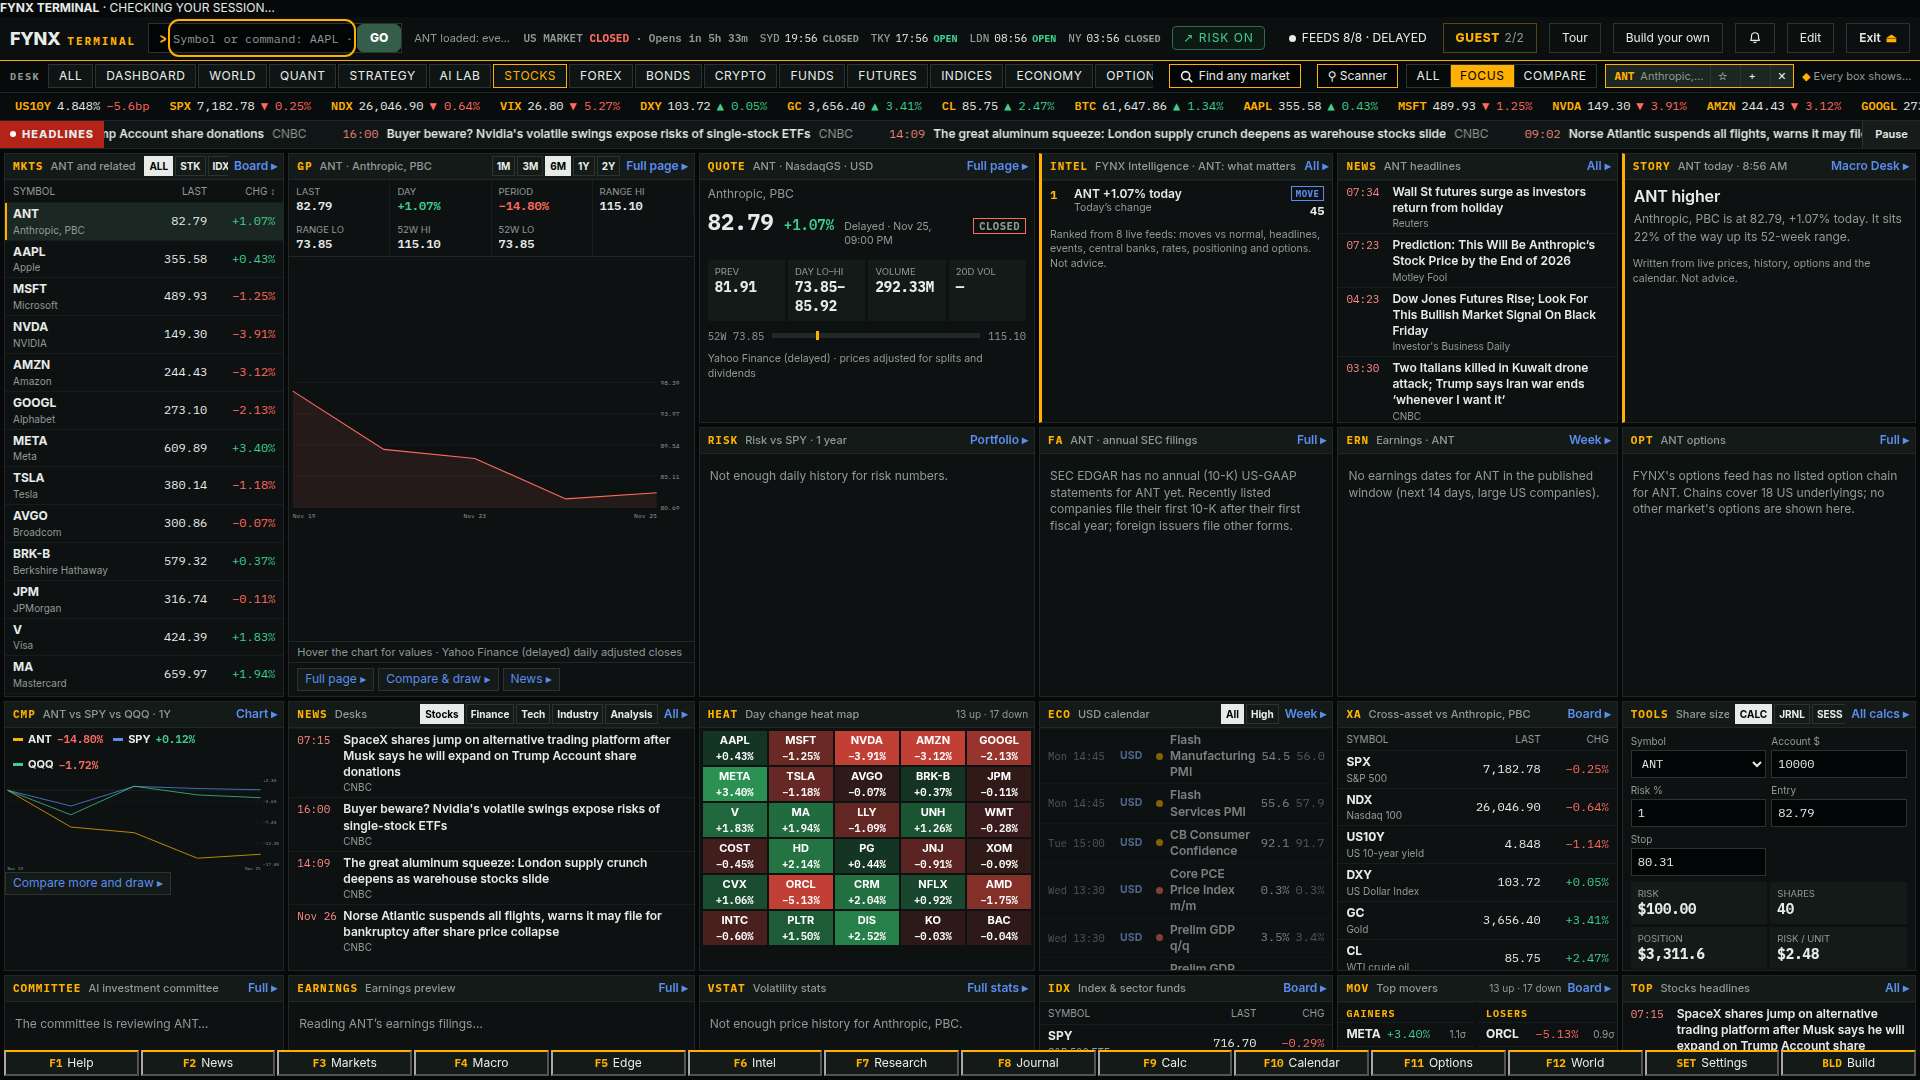 FYNX TERMINAL · CHECKING YOUR SESSION...
FYNX TERMINAL
> Symbol or command: AAPL
GO
ANT loaded: eve...
US MARKET CLOSED · Opens in 5h 33m
SYD 19:56 CLOSED TKY 17:56 OPEN LDN 08:56 OPEN NY 03:56 CLOSED
↗ RISK ON
● FEEDS 8/8 · DELAYED
GUEST 2/2
Tour
Build your own
Edit
Exit
DESK ALL DASHBOARD WORLD QUANT STRATEGY AI LAB STOCKS FOREX BONDS CRYPTO FUNDS FUTURES INDICES ECONOMY OPTION
Find any market
Scanner
ALL FOCUS COMPARE
ANT Anthropic,... ☆ + ✕
◆ Every box shows...
US10Y 4.848% −5.6bp SPX 7,182.78 ▼ 0.25% NDX 26,046.90 ▼ 0.64% VIX 26.80 ▼ 5.27% DXY 103.72 ▲ 0.05% GC 3,656.40 ▲ 3.41% CL 85.75 ▲ 2.47% BTC 61,647.86 ▲ 1.34% AAPL 355.58 ▲ 0.43% MSFT 489.93 ▼ 1.25% NVDA 149.30 ▼ 3.91% AMZN 244.43 ▼ 3.12% GOOGL 273
● HEADLINES
mp Account share donations CNBC 16:00 Buyer beware? Nvidia's volatile swings expose risks of single-stock ETFs CNBC 14:09 The great aluminum squeeze: London supply crunch deepens as warehouse stocks slide CNBC 09:02 Norse Atlantic suspends all flights, warns it may file
Pause
MKTS ANT and related ALL STK IDX Board ▸
SYMBOL LAST CHG ↕
ANT 82.79 +1.07%
Anthropic, PBC
AAPL 355.58 +0.43%
Apple
MSFT 489.93 −1.25%
Microsoft
NVDA 149.30 −3.91%
NVIDIA
AMZN 244.43 −3.12%
Amazon
GOOGL 273.10 −2.13%
Alphabet
META 609.89 +3.40%
Meta
TSLA 380.14 −1.18%
Tesla
AVGO 300.86 −0.07%
Broadcom
BRK-B 579.32 +0.37%
Berkshire Hathaway
JPM 316.74 −0.11%
JPMorgan
V 424.39 +1.83%
Visa
MA 659.97 +1.94%
Mastercard
GP ANT · Anthropic, PBC 1M 3M 6M 1Y 2Y Full page ▸
LAST DAY PERIOD RANGE HI
82.79 +1.07% −14.80% 115.10
RANGE LO 52W HI 52W LO
73.85 115.10 73.85
98.39
93.97
89.54
85.11
80.69
Nov 19 Nov 23 Nov 25
Hover the chart for values · Yahoo Finance (delayed) daily adjusted closes
Full page ▸ Compare & draw ▸ News ▸
QUOTE ANT · NasdaqGS · USD Full page ▸
Anthropic, PBC
82.79 +1.07% Delayed · Nov 25, 09:00 PM CLOSED
PREV DAY LO–HI VOLUME 20D VOL
81.91 73.85–85.92 292.33M —
52W 73.85 115.10
Yahoo Finance (delayed) · prices adjusted for splits and
dividends
INTEL FYNX Intelligence · ANT: what matters All ▸
1 ANT +1.07% today MOVE
Today's change 45
Ranked from 8 live feeds: moves vs normal, headlines,
events, central banks, rates, positioning and options.
Not advice.
NEWS ANT headlines All ▸
07:34 Wall St futures surge as investors
return from holiday
Reuters
07:23 Prediction: This Will Be Anthropic's
Stock Price by the End of 2026
Motley Fool
04:23 Dow Jones Futures Rise; Look For
This Bullish Market Signal On Black
Friday
Investor's Business Daily
03:30 Two Italians killed in Kuwait drone
attack; Trump says Iran war ends
‘whenever I want it’
CNBC
STORY ANT today · 8:56 AM Macro Desk ▸
ANT higher
Anthropic, PBC is at 82.79, +1.07% today. It sits
22% of the way up its 52-week range.
Written from live prices, history, options and the
calendar. Not advice.
RISK Risk vs SPY · 1 year Portfolio ▸
Not enough daily history for risk numbers.
FA ANT · annual SEC filings Full ▸
SEC EDGAR has no annual (10-K) US-GAAP
statements for ANT yet. Recently listed
companies file their first 10-K after their first
fiscal year; foreign issuers file other forms.
ERN Earnings · ANT Week ▸
No earnings dates for ANT in the published
window (next 14 days, large US companies).
OPT ANT options Full ▸
FYNX's options feed has no listed option chain
for ANT. Chains cover 18 US underlyings; no
other market's options are shown here.
CMP ANT vs SPY vs QQQ · 1Y Chart ▸
ANT −14.80% SPY +0.12%
QQQ −1.72%
Compare more and draw ▸
NEWS Desks Stocks Finance Tech Industry Analysis All ▸
07:15 SpaceX shares jump on alternative trading platform after
Musk says he will expand on Trump Account share
donations
CNBC
16:00 Buyer beware? Nvidia's volatile swings expose risks of
single-stock ETFs
CNBC
14:09 The great aluminum squeeze: London supply crunch
deepens as warehouse stocks slide
CNBC
Nov 26 Norse Atlantic suspends all flights, warns it may file for
bankruptcy after share price collapse
CNBC
HEAT Day change heat map 13 up · 17 down
AAPL MSFT NVDA AMZN GOOGL
+0.43% −1.25% −3.91% −3.12% −2.13%
META TSLA AVGO BRK-B JPM
+3.40% −1.18% −0.07% +0.37% −0.11%
V MA LLY UNH WMT
+1.83% +1.94% −1.09% +1.26% −0.28%
COST HD PG JNJ XOM
−0.45% +2.14% +0.44% −0.91% −0.09%
CVX ORCL CRM NFLX AMD
+1.06% −5.13% +2.04% +0.92% −1.75%
INTC PLTR DIS KO BAC
−0.60% +1.50% +2.52% −0.03% −0.04%
ECO USD calendar All High Week ▸
Mon 14:45 USD Flash Manufacturing PMI 54.5 56.0
Mon 14:45 USD Flash Services PMI 55.6 57.9
Tue 15:00 USD CB Consumer Confidence 92.1 91.7
Wed 13:30 USD Core PCE Price Index m/m 0.3% 0.3%
Wed 13:30 USD Prelim GDP q/q 3.5% 3.4%
Prelim GDP
XA Cross-asset vs Anthropic, PBC Board ▸
SYMBOL LAST CHG
SPX 7,182.78 −0.25%
S&P 500
NDX 26,046.90 −0.64%
Nasdaq 100
US10Y 4.848 −1.14%
US 10-year yield
DXY 103.72 +0.05%
US Dollar Index
GC 3,656.40 +3.41%
Gold
CL 85.75 +2.47%
WTI crude oil
TOOLS Share size CALC JRNL SESS All calcs ▸
Symbol Account $
ANT 10000
Risk % Entry
1 82.79
Stop
80.31
RISK SHARES
$100.00 40
POSITION RISK / UNIT
$3,311.6 $2.48
COMMITTEE AI investment committee Full ▸
The committee is reviewing ANT...
EARNINGS Earnings preview Full ▸
Reading ANT's earnings filings...
VSTAT Volatility stats Full stats ▸
Not enough price history for Anthropic, PBC.
IDX Index & sector funds Board ▸
SYMBOL LAST CHG
SPY 716.70 −0.29%
MOV Top movers 13 up · 17 down Board ▸
GAINERS LOSERS
META +3.40% 1.1σ ORCL −5.13% 0.9σ
TOP Stocks headlines All ▸
07:15 SpaceX shares jump on alternative
trading platform after Musk says he will
expand on Trump Account share
F1 Help F2 News F3 Markets F4 Macro F5 Edge F6 Intel F7 Research F8 Journal F9 Calc F10 Calendar F11 Options F12 World SET Settings BLD Build